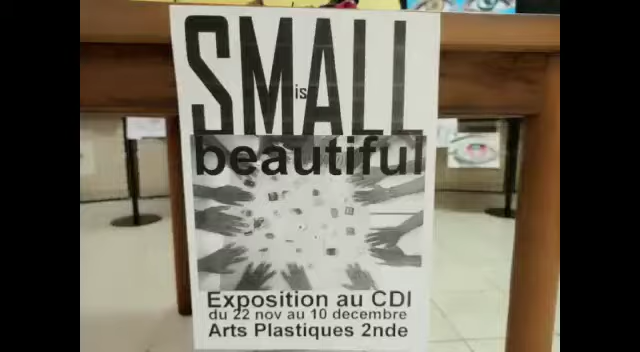 SMALL
is
beautiful
Exposition au CDI
du 22 nov au 10 decembre
Arts Plastiques 2nde